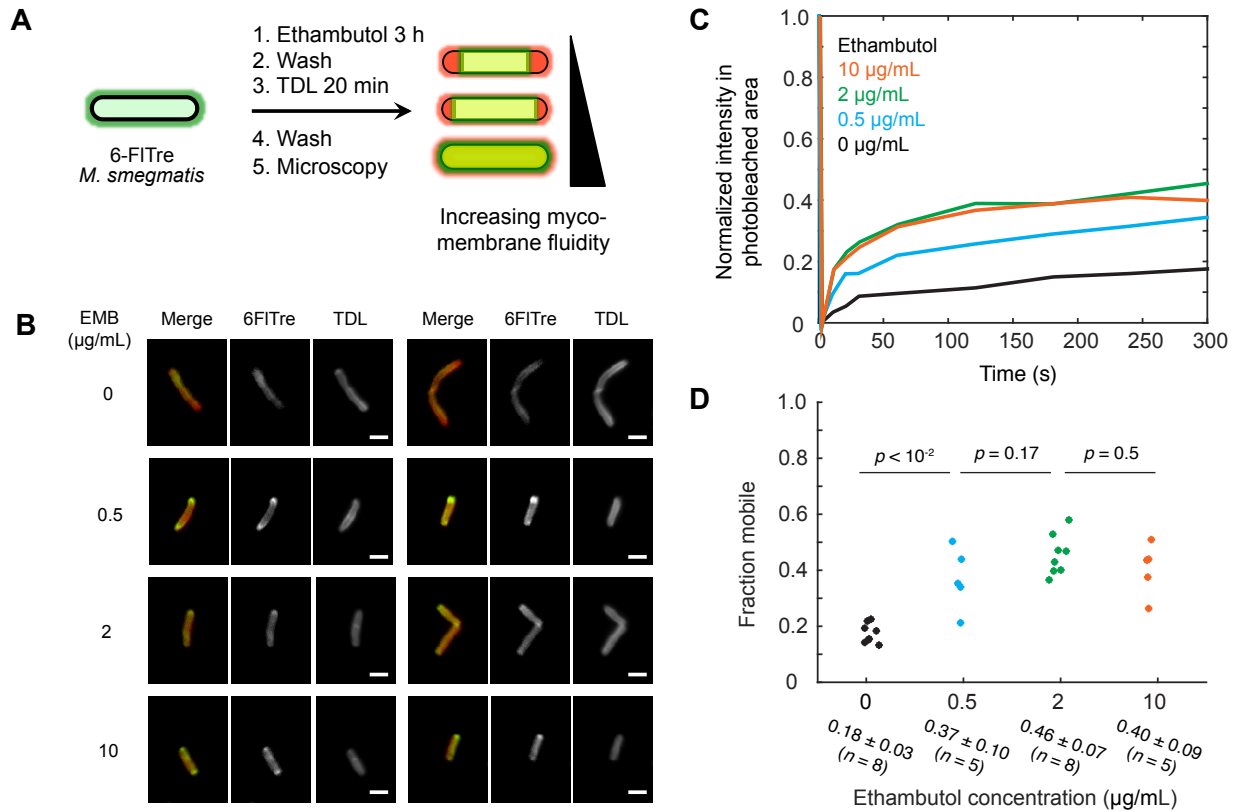 A
6-FITre
M. smegmatis
1. Ethambutol 3 h
2. Wash
3. TDL 20 min
4. Wash
5. Microscopy
Increasing myco-
membrane fluidity
B
EMB
(µg/mL)
Merge 6FITre TDL Merge 6FITre TDL
0
0.5
2
10
C
Normalized intensity in
photobleached area
1.0
0.8
0.6
0.4
0.2
0
Ethambutol
10 µg/mL
2 µg/mL
0.5 µg/mL
0 µg/mL
0 50 100 150 200 250 300
Time (s)
D
Fraction mobile
1.0
0.8
0.6
0.4
0.2
0
p < 10-2
p = 0.17
p = 0.5
0 0.5 2 10
0.18 ± 0.03
(n = 8)
0.37 ± 0.10
(n = 5)
0.46 ± 0.07
(n = 8)
0.40 ± 0.09
(n = 5)
Ethambutol concentration (µg/mL)